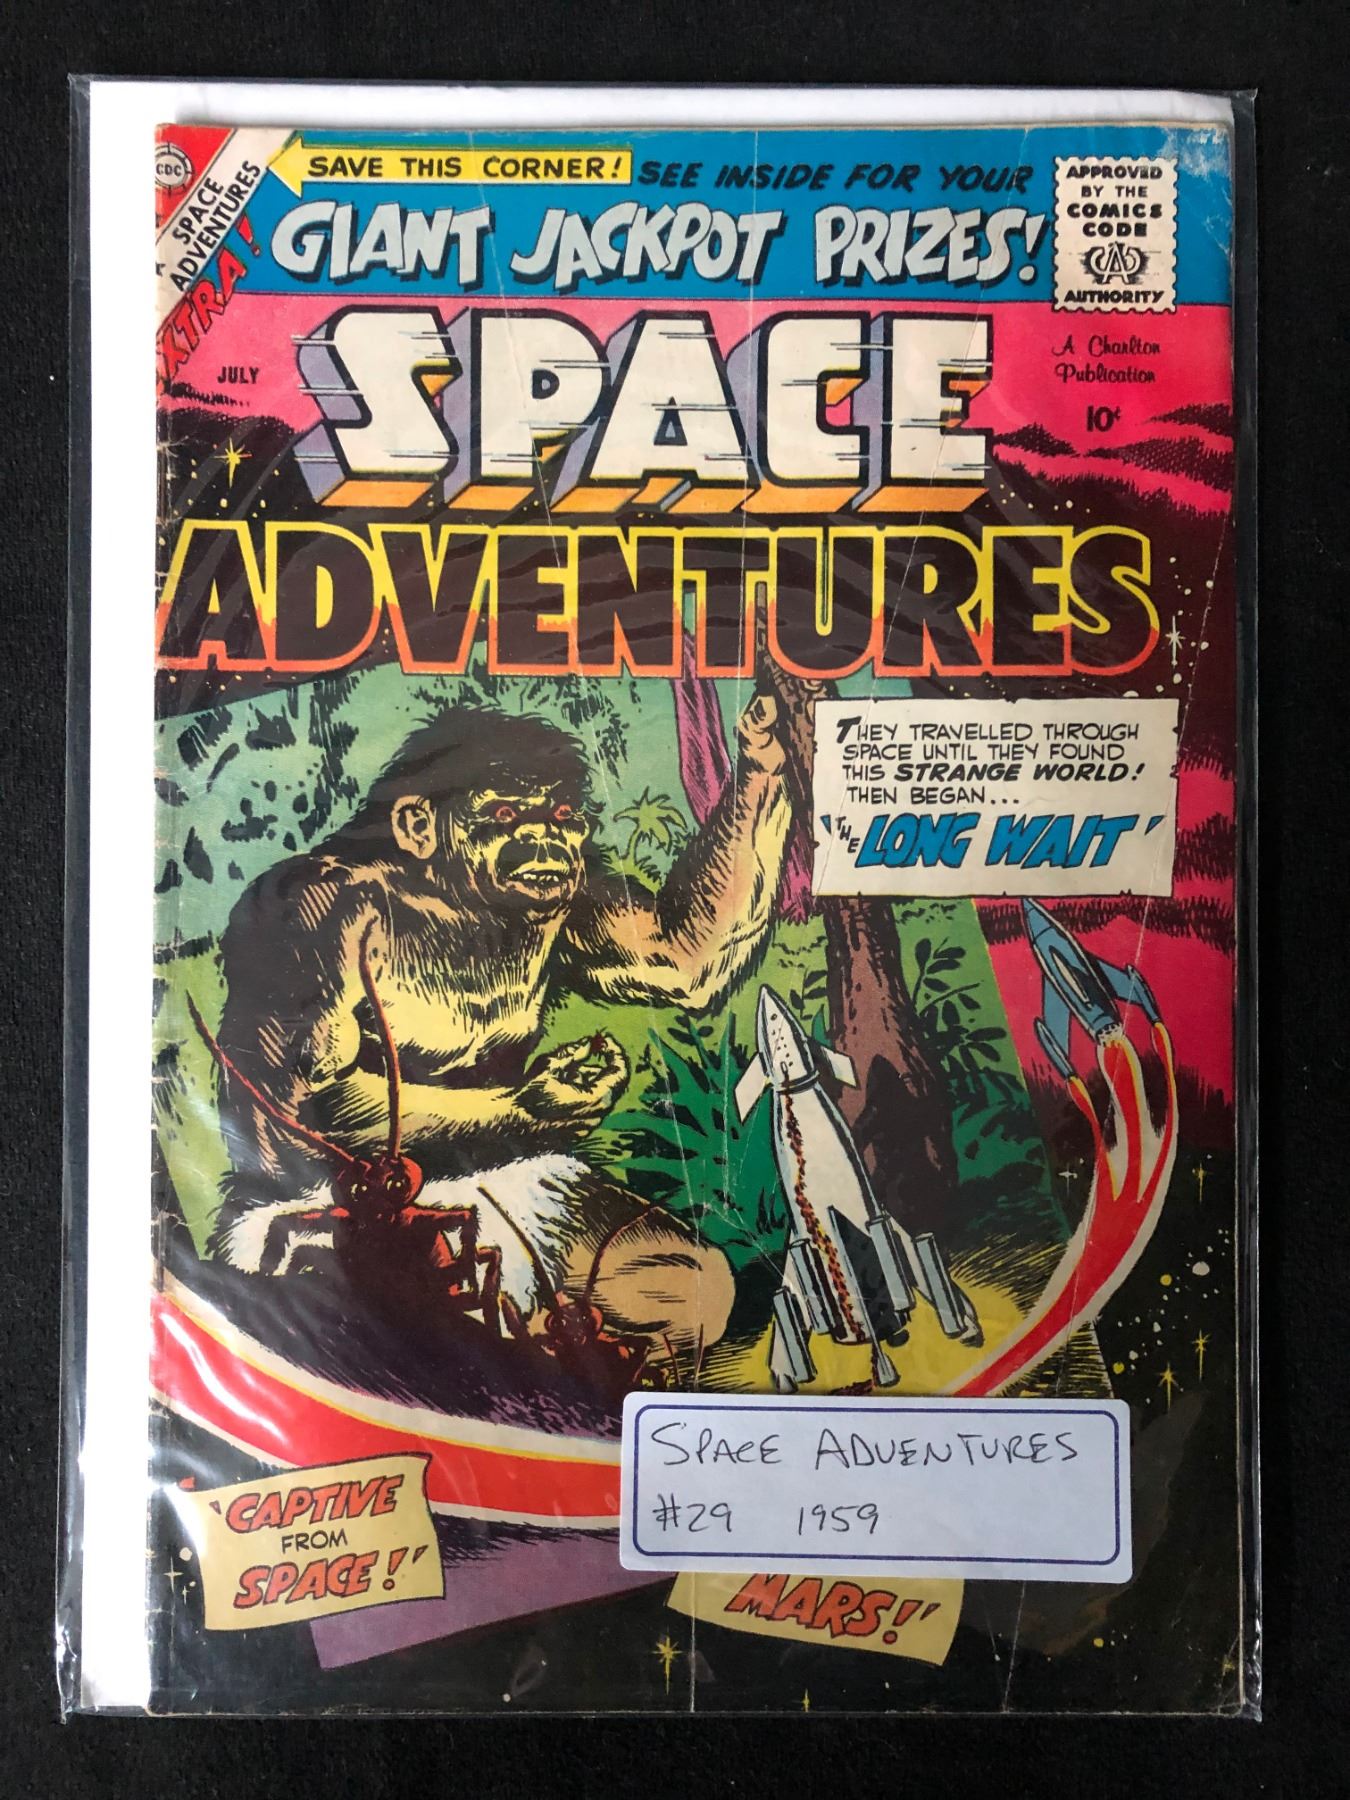 CDC
SPACE
ADVENTURES
XTRA!
SAVE THIS CORNER!
SEE INSIDE FOR YOUR
GIANT JACKPOT PRIZES!
APPROVED
BY THE
COMICS
CODE
CA
AUTHORITY
JULY
A Charlton
Publication
10¢
SPACE
ADVENTURES
THEY TRAVELLED THROUGH
SPACE UNTIL THEY FOUND
THIS STRANGE WORLD!
THEN BEGAN...
'THE LONG WAIT'
SPACE ADVENTURES
#29 1959
"CAPTIVE
FROM
SPACE!"
MARS!"